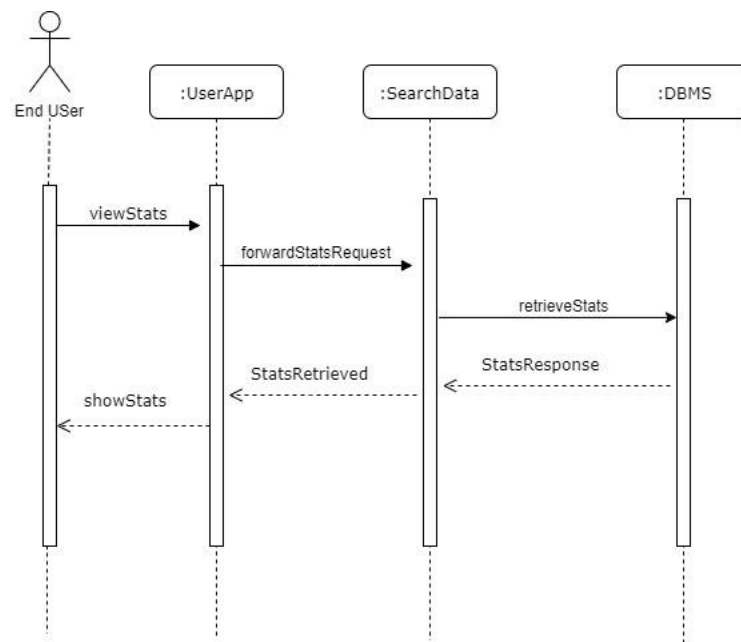 End USer
:UserApp
:SearchData
:DBMS
viewStats
forwardStatsRequest
retrieveStats
StatsResponse
StatsRetrieved
showStats